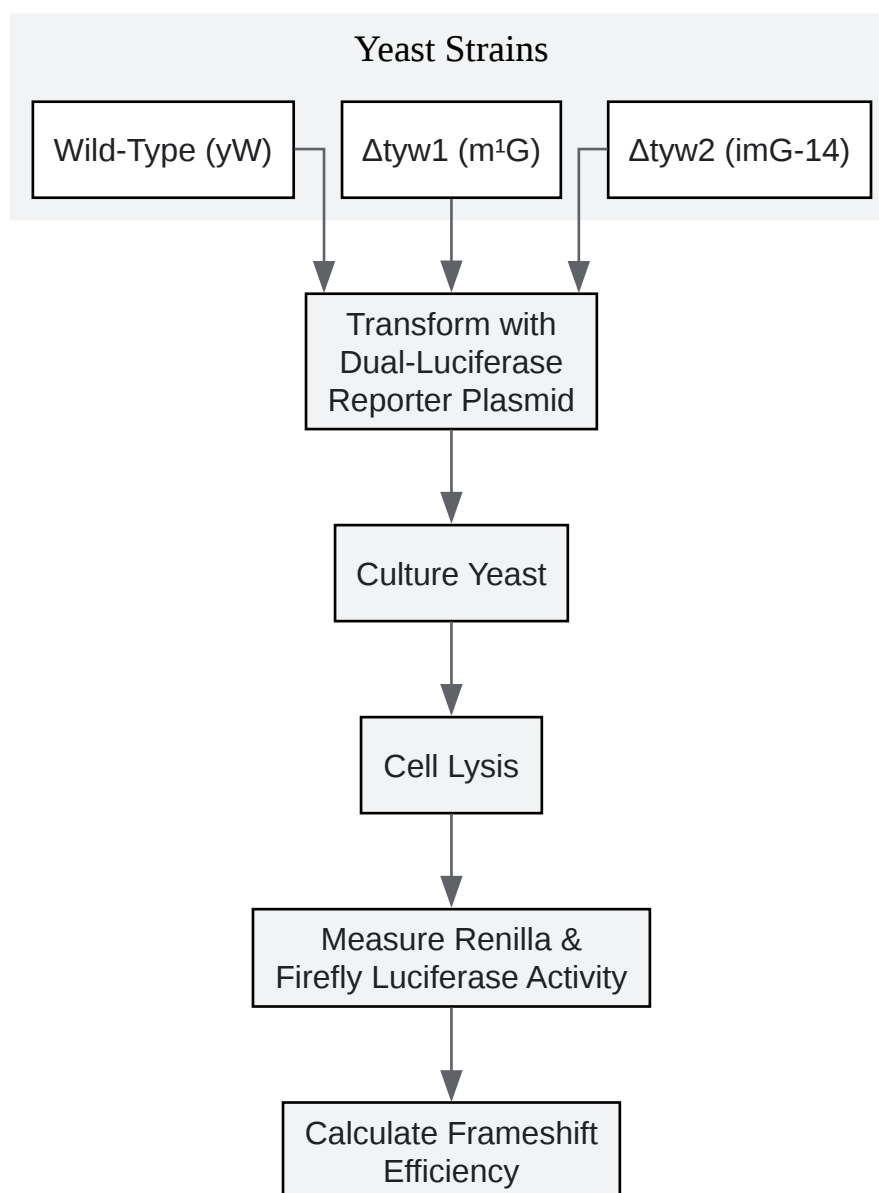 Yeast Strains
Wild-Type (yW)
Δtyw1 (m¹G)
Δtyw2 (imG-14)
Transform with
Dual-Luciferase
Reporter Plasmid
Culture Yeast
Cell Lysis
Measure Renilla &
Firefly Luciferase Activity
Calculate Frameshift
Efficiency